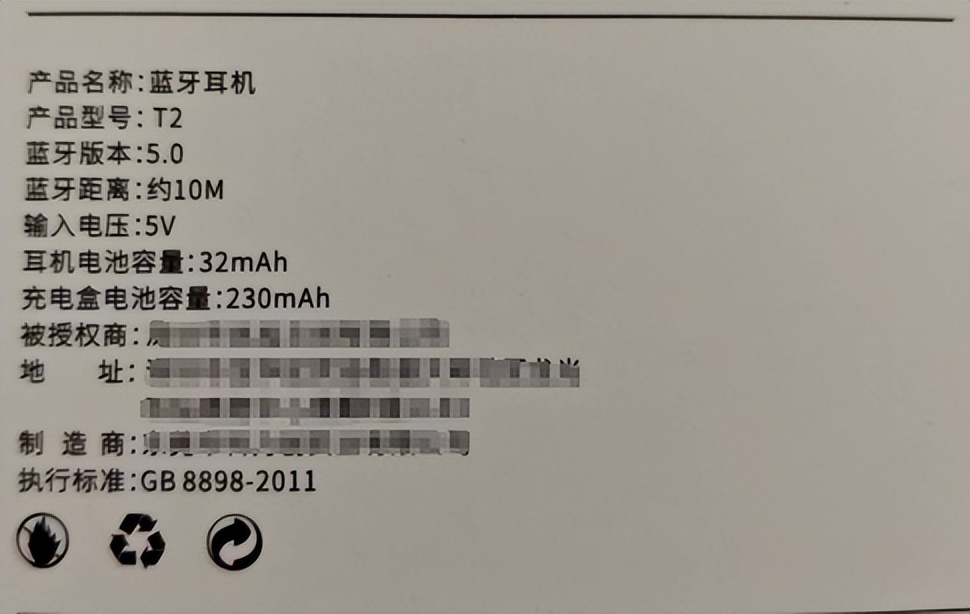 产品名称:蓝牙耳机
产品型号:T2
蓝牙版本:5.0
蓝牙距离:约10M
输入电压:5V
耳机电池容量:32mAh
充电盒电池容量:230mAh
被授权商:
地 址:
制 造 商:
执行标准:GB 8898-2011